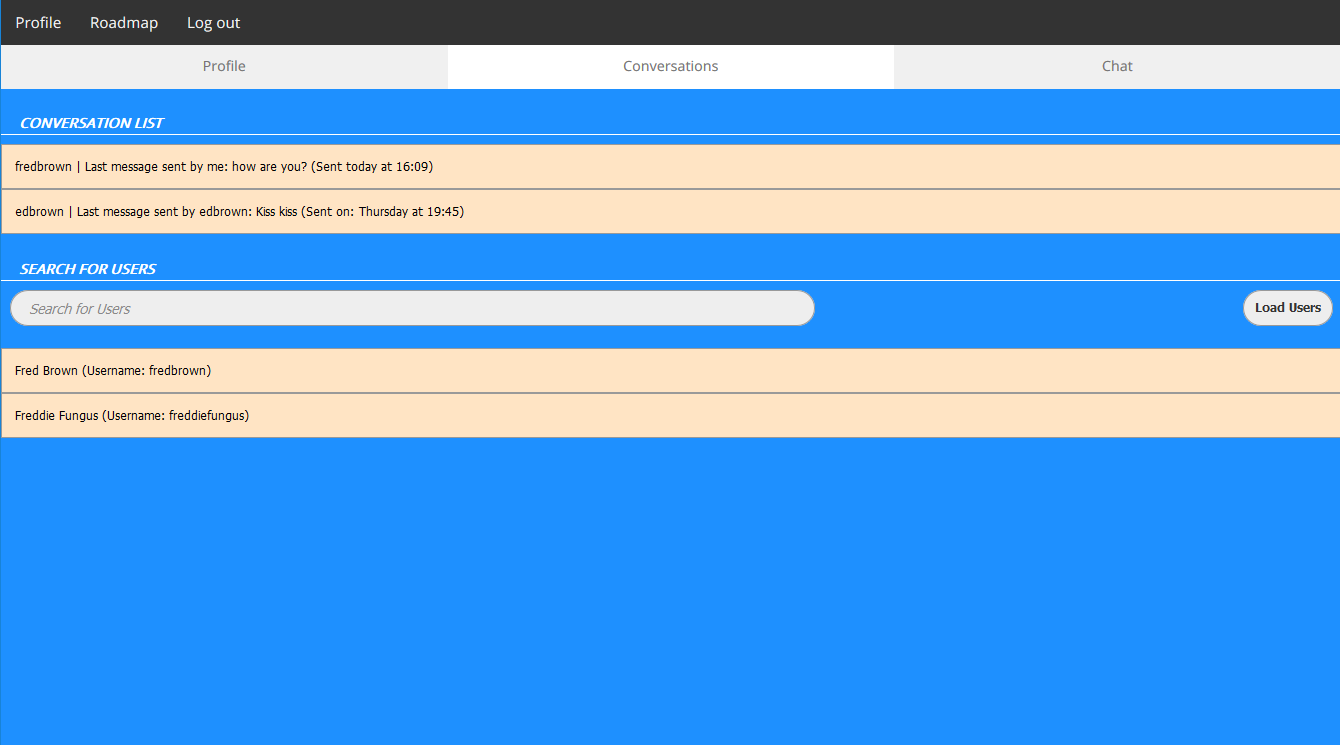 Profile Roadmap Log out
Profile Conversations Chat
CONVERSATION LIST
fredbrown | Last message sent by me: how are you? (Sent today at 16:09)
edbrown | Last message sent by edbrown: Kiss kiss (Sent on: Thursday at 19:45)
SEARCH FOR USERS
Search for Users Load Users
Fred Brown (Username: fredbrown)
Freddie Fungus (Username: freddiefungus)